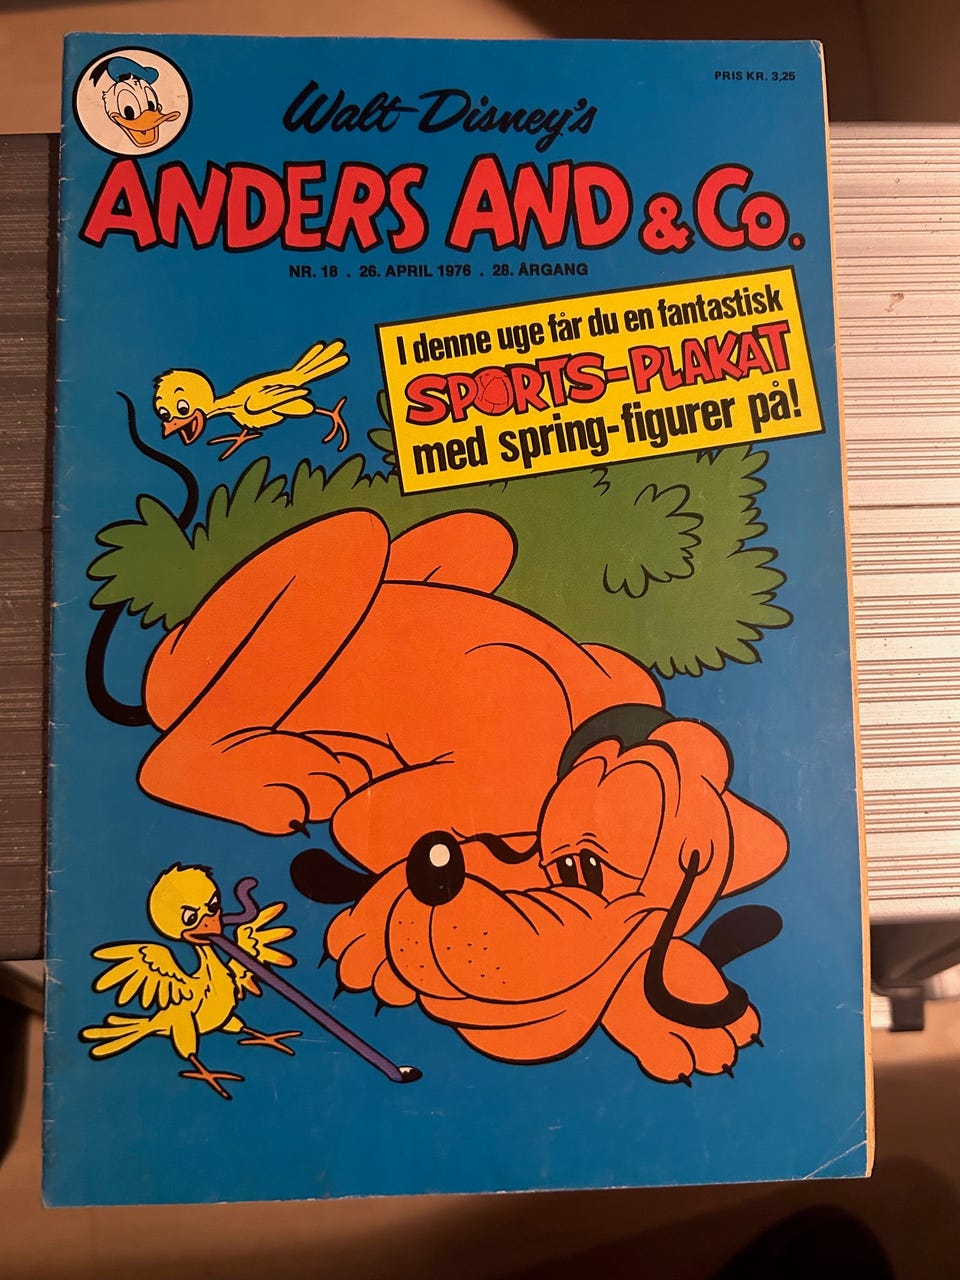 PRIS KR. 3,25
Walt Disney's
ANDERS AND & Co.
NR. 18 . 26. APRIL 1976 . 28. ÅRGANG
I denne uge får du en fantastisk
SPORTS-PLAKAT
med spring-figurer på!